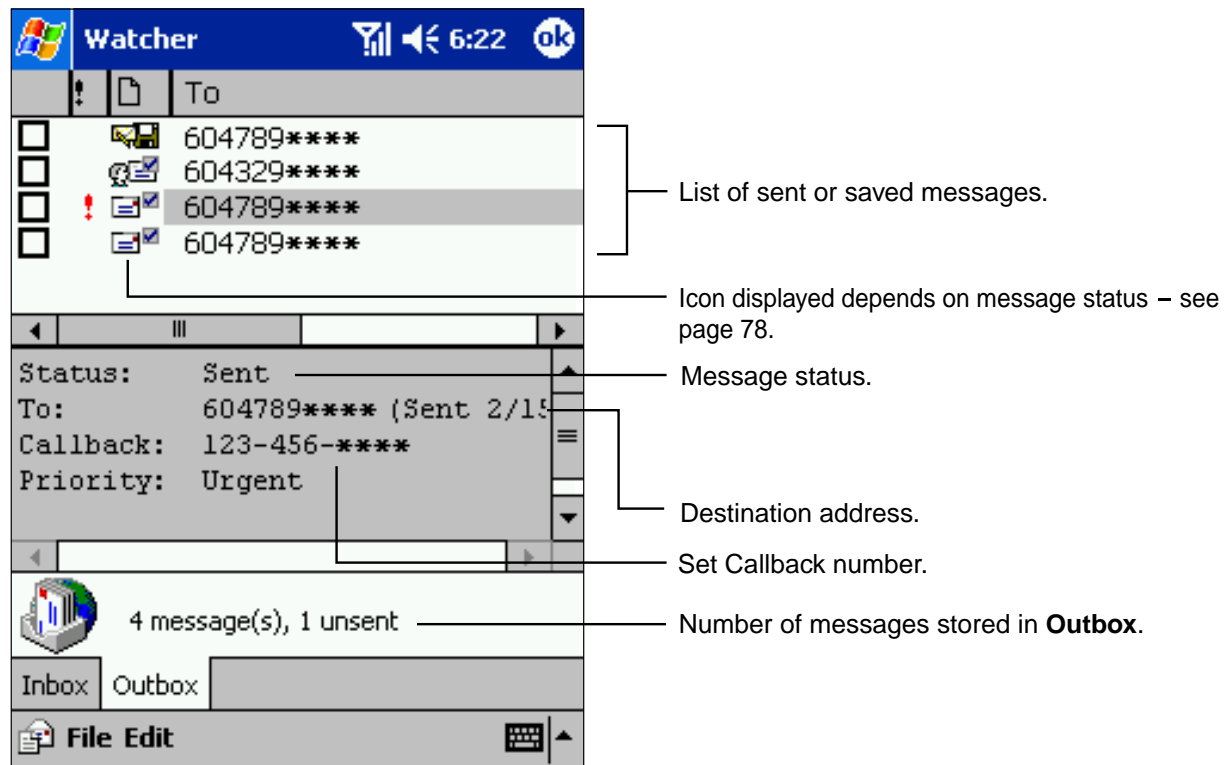 Watcher 6:22 ok
! To
604789****
604329****
! 604789****
604789****
List of sent or saved messages.
Icon displayed depends on message status – see
page 78.
Status: Sent
Message status.
To: 604789**** (Sent 2/15
Callback: 123-456-****
Priority: Urgent
Destination address.
Set Callback number.
4 message(s), 1 unsent
Number of messages stored in Outbox.
Inbox Outbox
File Edit